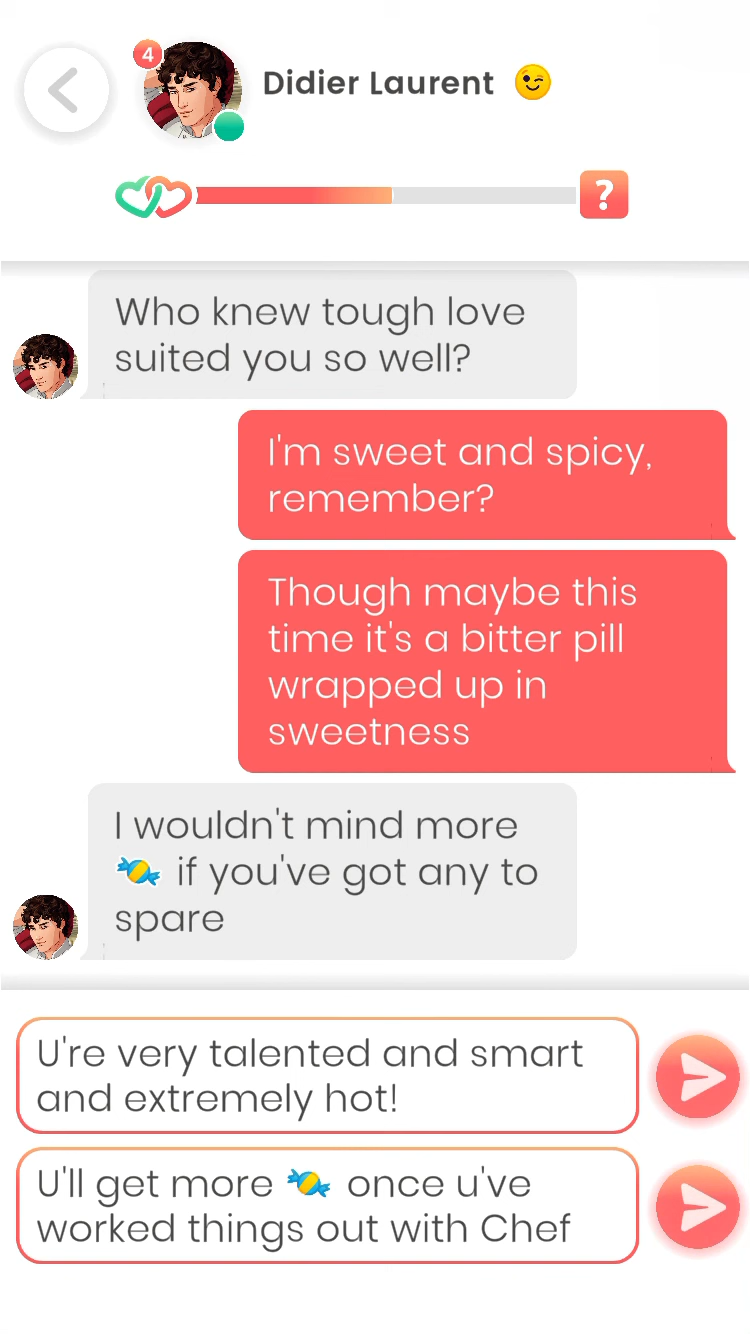 4
Didier Laurent 😉
?
Who knew tough love
suited you so well?
I'm sweet and spicy,
remember?
Though maybe this
time it's a bitter pill
wrapped up in
sweetness
I wouldn't mind more
🍬 if you've got any to
spare
U're very talented and smart
and extremely hot!
U'll get more 🍬 once u've
worked things out with Chef